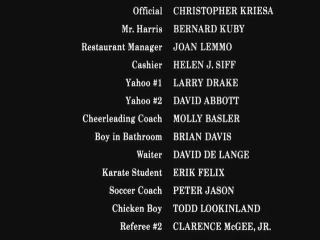 Official CHRISTOPHER KRIESA
Mr. Harris BERNARD KUBY
Restaurant Manager JOAN LEMMO
Cashier HELEN J. SIFF
Yahoo #1 LARRY DRAKE
Yahoo #2 DAVID ABBOTT
Cheerleading Coach MOLLY BASLER
Boy in Bathroom BRIAN DAVIS
Waiter DAVID DE LANGE
Karate Student ERIK FELIX
Soccer Coach PETER JASON
Chicken Boy TODD LOOKINLAND
Referee #2 CLARENCE McGEE, JR.